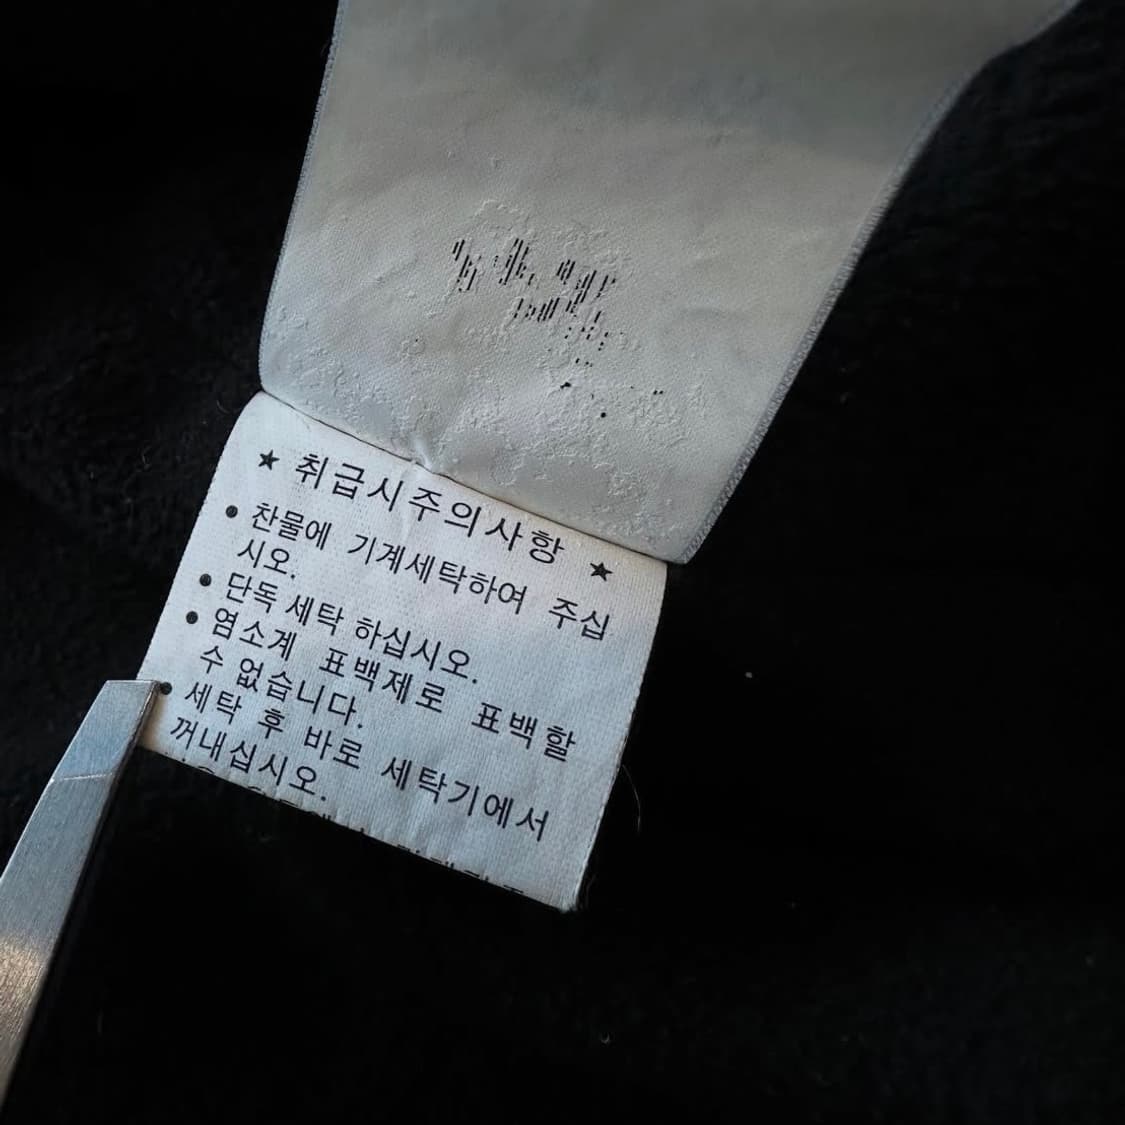 ★ 취급시주의사항 ★
● 찬물에 기계세탁하여 주십
시오.
● 단독 세탁 하십시오.
● 염소계 표백제로 표백할
수 없습니다.
● 세탁 후 바로 세탁기에서
꺼내십시오.